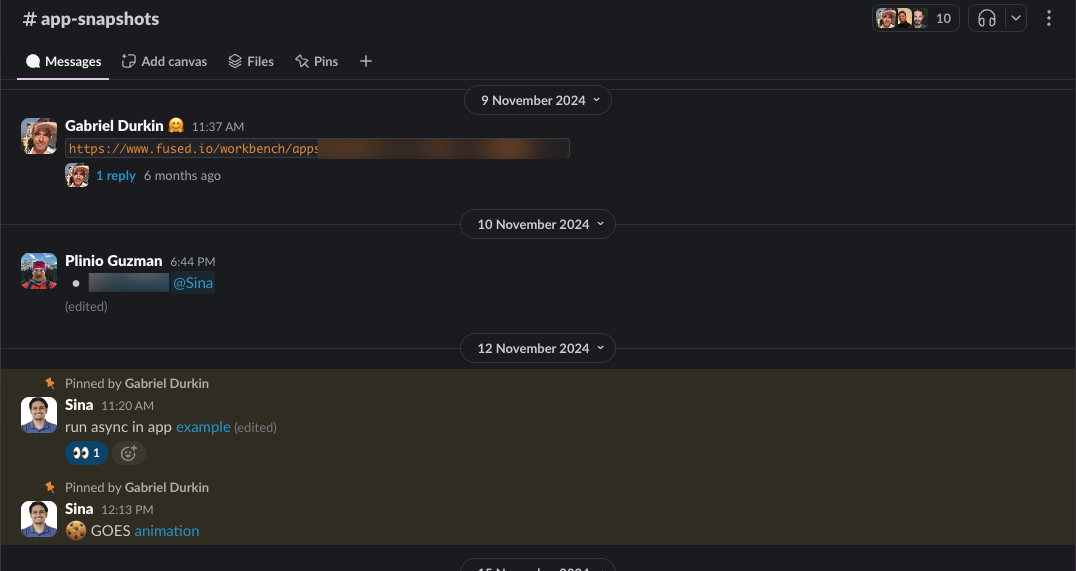 # app-snapshots
10
Messages Add canvas Files Pins +
9 November 2024
Gabriel Durkin 11:37 AM
https://www.fused.io/workbench/apps
1 reply 6 months ago
10 November 2024
Plinio Guzman 6:44 PM
• @Sina
(edited)
12 November 2024
Pinned by Gabriel Durkin
Sina 11:20 AM
run async in app example (edited)
1
Pinned by Gabriel Durkin
Sina 12:13 PM
GOES animation